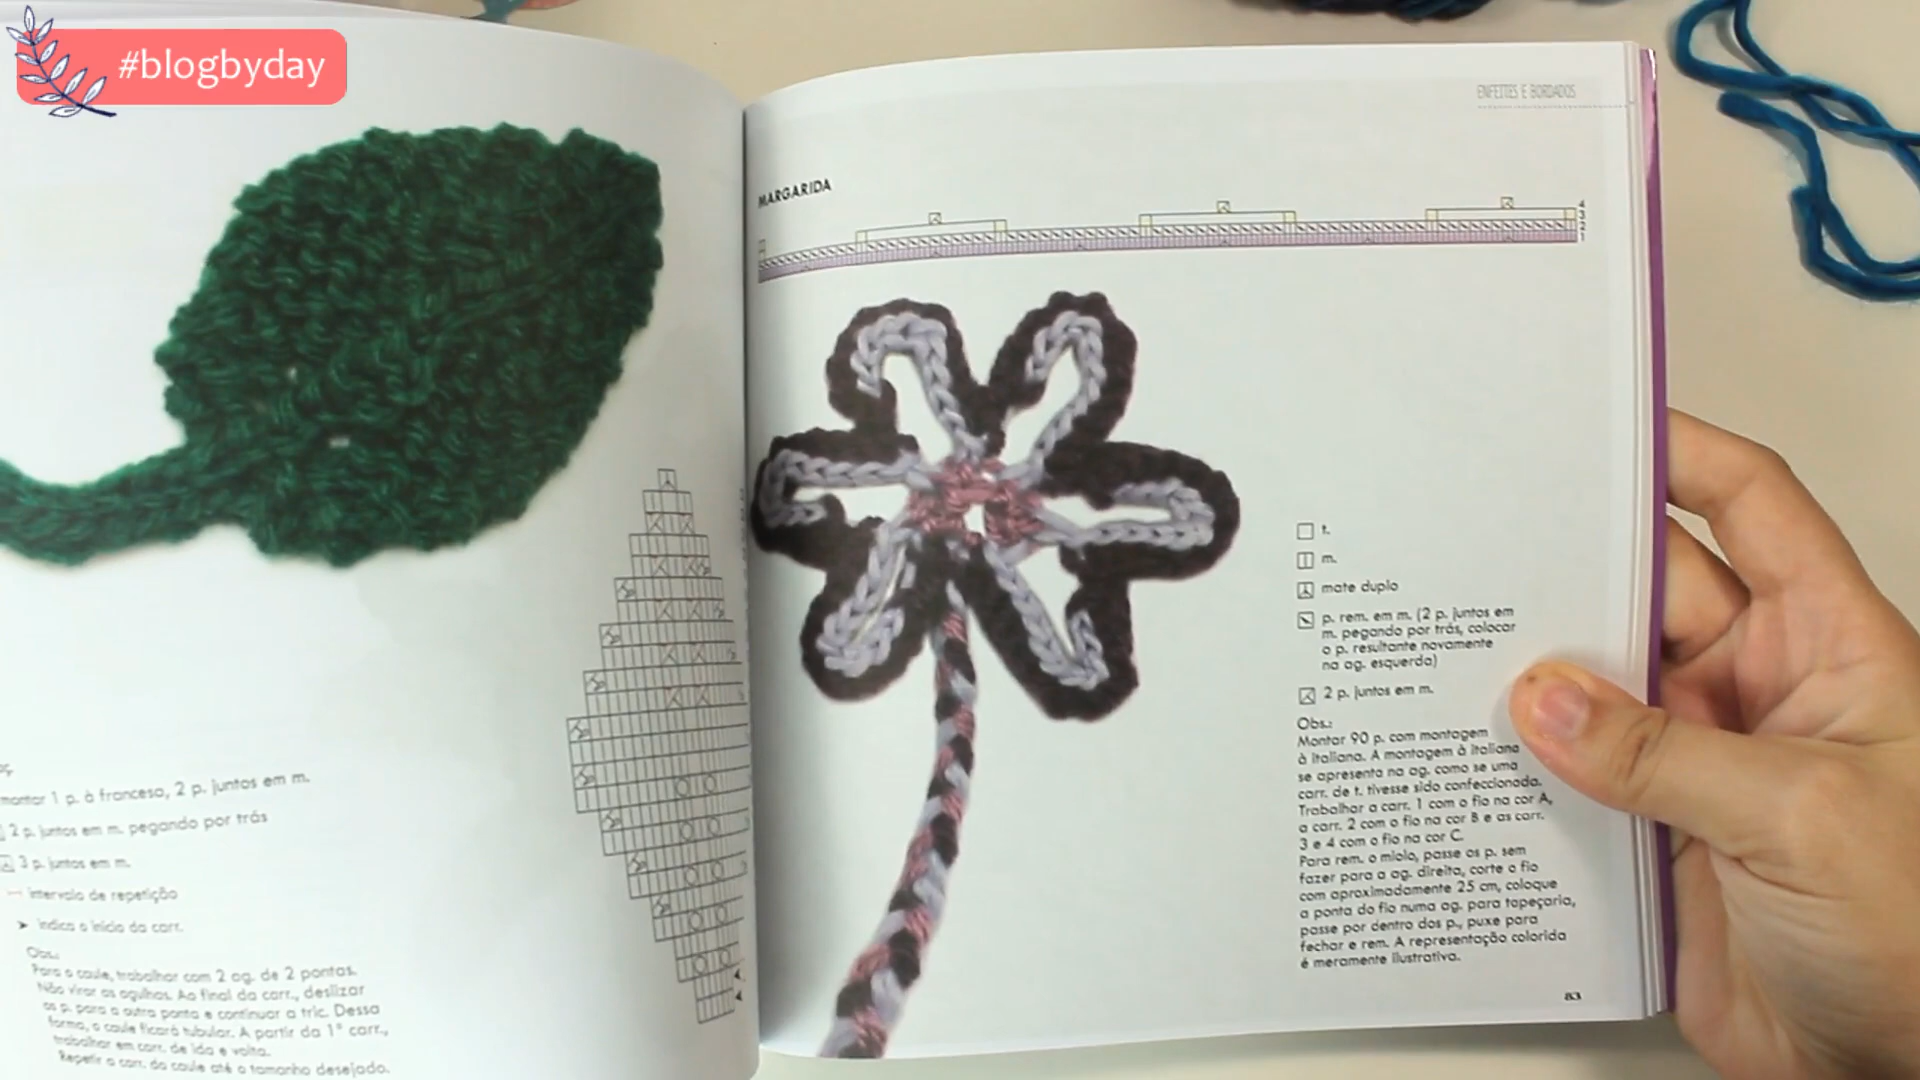 #blogbyday
montar 1 p. à francesa, 2 p. juntos em m.
2 p. juntos em m. pegando por trás
3 p. juntos em m.
intervalo de repetição
indica o início da carr.
Obs.:
Para o caule, trabalhar com 2 ag. de 2 pontas.
Não virar as agulhas. Ao final da carr., deslizar
os p. para a outra ponta e continuar a tric. Dessa
forma, o caule ficará tubular. A partir da 1ª carr.,
trabalhar em carr. de ida e volta.
Repetir a carr. do caule até o tamanho desejado.
ENFEITES E BORDADOS
MARGARIDA
4
3
2
1
t.
m.
mate duplo
p. rem. em m. (2 p. juntos em
m. pegando por trás, colocar
o p. resultante novamente
na ag. esquerda)
2 p. juntos em m.
Obs.:
Montar 90 p. com montagem
à italiana. A montagem à italiana
se apresenta na ag. como se uma
carr. de t. tivesse sido confeccionada.
Trabalhar a carr. 1 com o fio na cor A,
a carr. 2 com o fio na cor B e as carr.
3 e 4 com o fio na cor C.
Para rem. o miolo, passe os p. sem
fazer para a ag. direita, corte o fio
com aproximadamente 25 cm, coloque
a ponta do fio numa ag. para tapeçaria,
passe por dentro dos p., puxe para
fechar e rem. A representação colorida
é meramente ilustrativa.
83